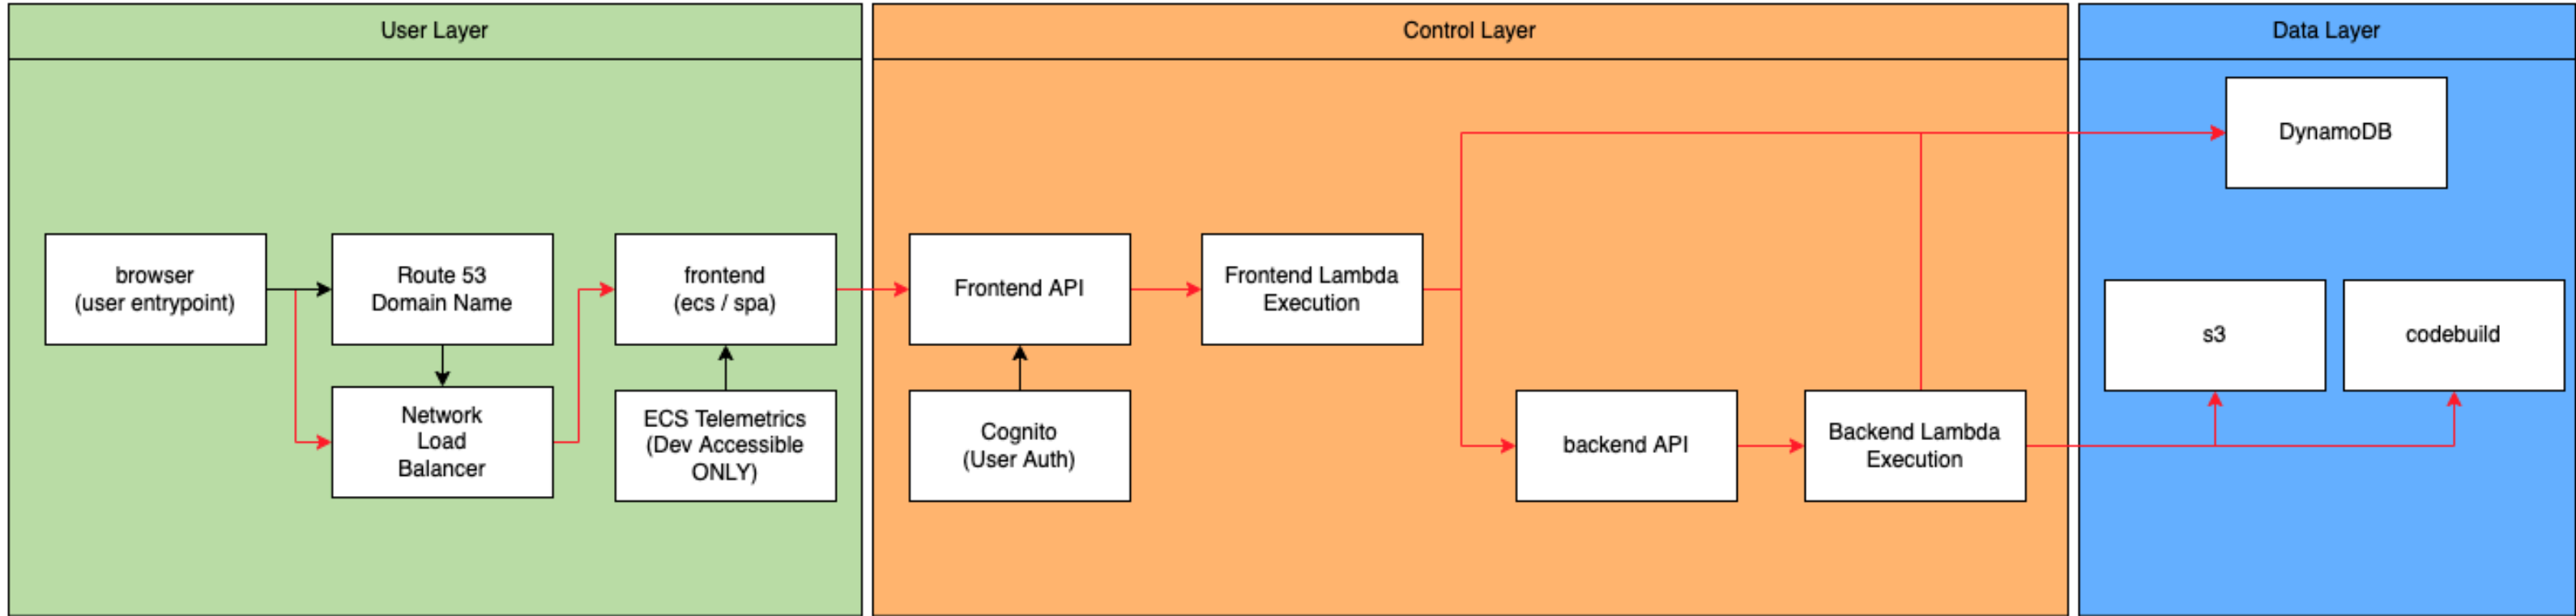 User Layer
Control Layer
Data Layer
DynamoDB
browser
(user entrypoint)
Route 53
Domain Name
frontend
(ecs / spa)
Frontend API
Frontend Lambda
Execution
s3
codebuild
Network
Load
Balancer
ECS Telemetrics
(Dev Accessible
ONLY)
Cognito
(User Auth)
backend API
Backend Lambda
Execution